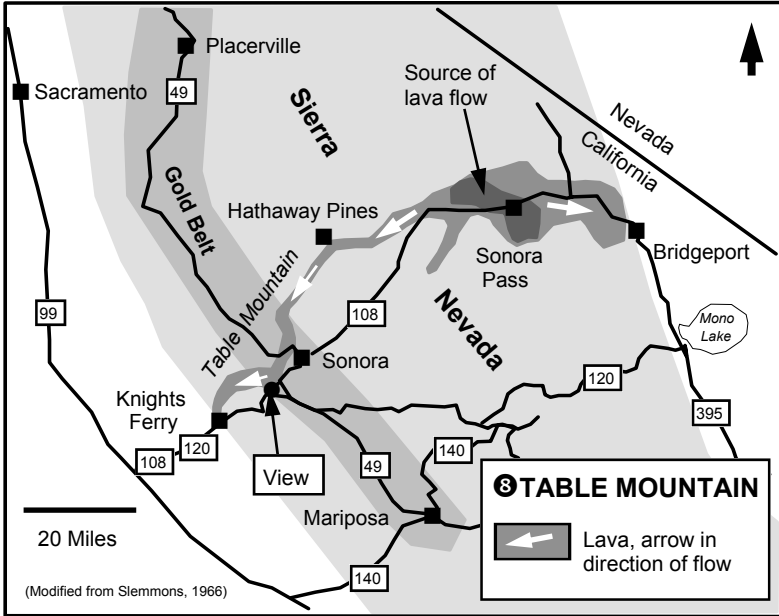 Placerville
Sacramento
49
Source of
lava flow
Sierra
Nevada
California
Gold Belt
Hathaway Pines
Sonora
Pass
Bridgeport
Table Mountain
108
Nevada
Mono
Lake
99
Sonora
120
Knights
Ferry
395
120
108
View
49
140
Mariposa
140
20 Miles
(Modified from Slemmons, 1966)
❽TABLE MOUNTAIN
Lava, arrow in
direction of flow